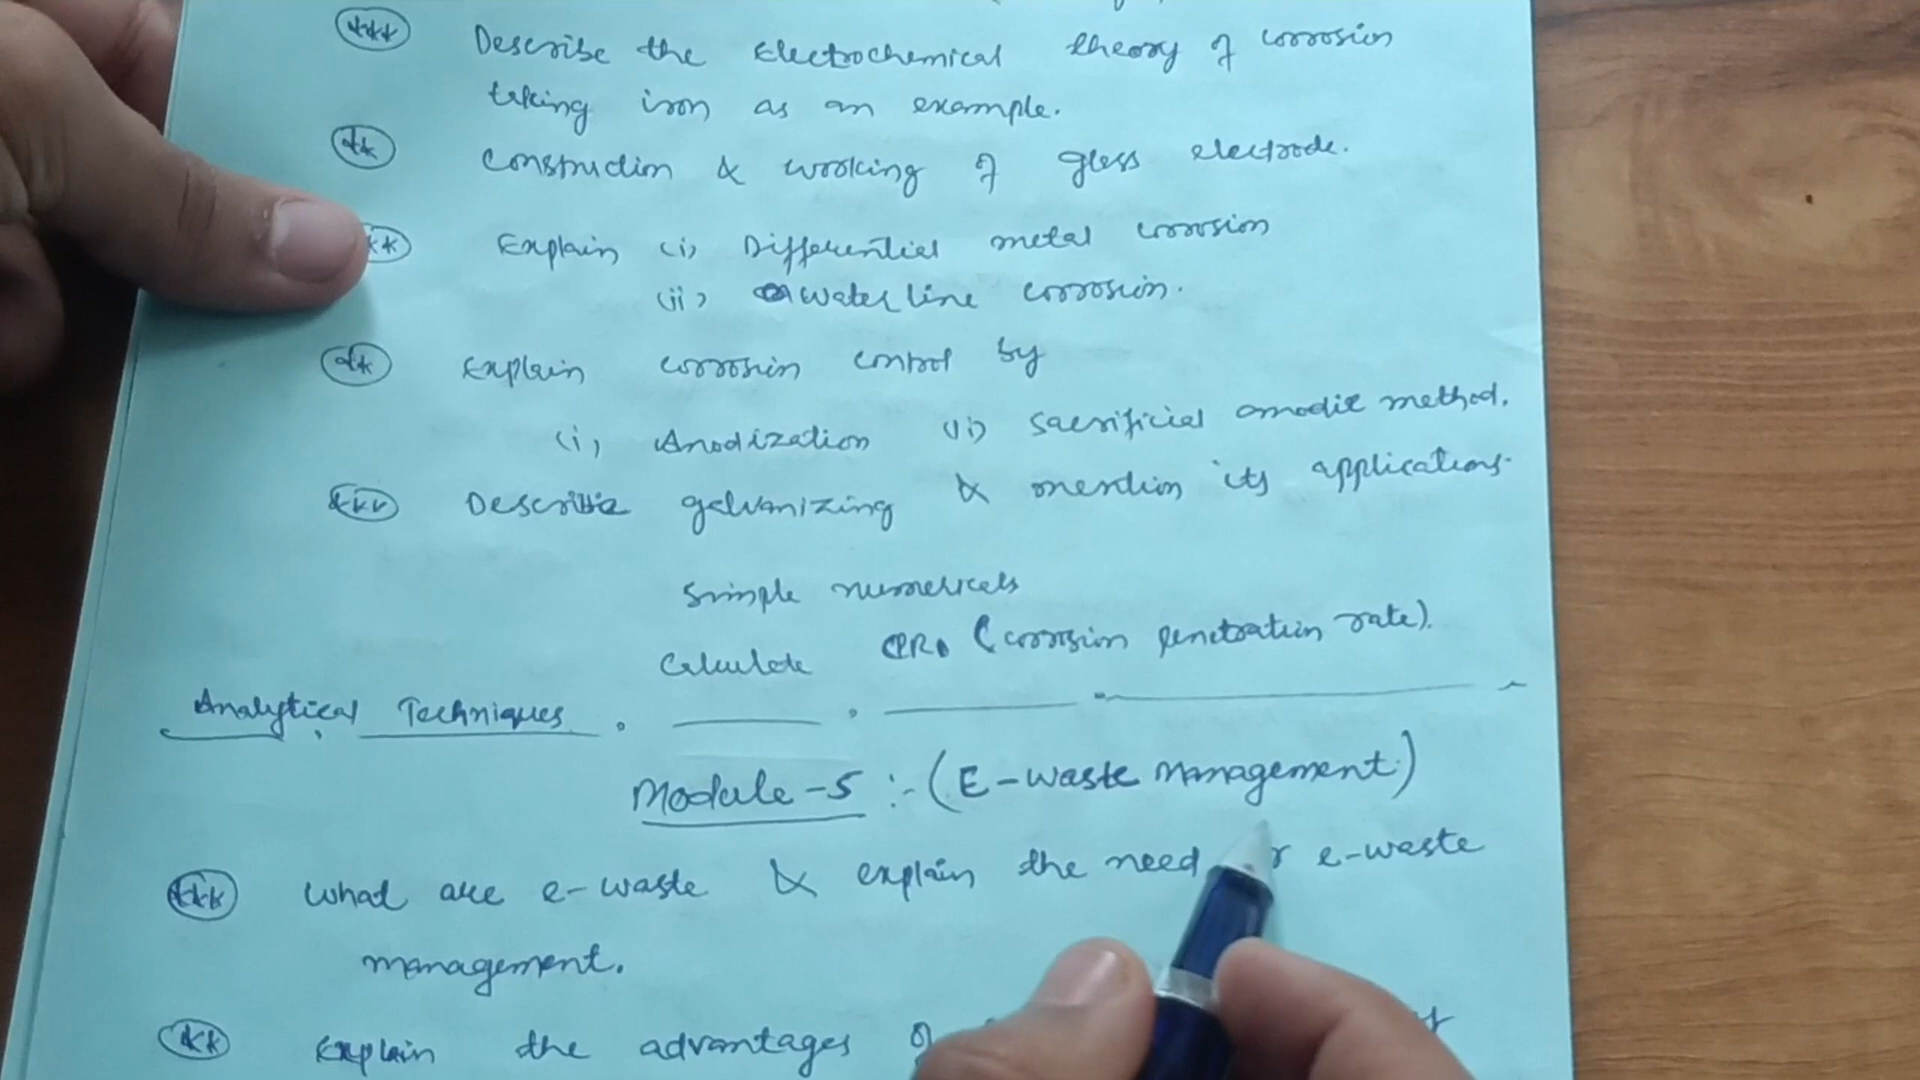 *** Describe the Electrochemical theory of corrosion
taking iron as an example.
** Construction & working of glass electrode.
** Explain (i) Differential metal corrosion
(ii) water line corrosion.
** Explain corrosion control by
(i) Anodization (ii) sacrificial anodic method.
*** Describe galvanizing & mention its applications.
Simple numericals
Calculate CPR (corrosion penetration rate).
Analytical Techniques
Module-5 :- (E-waste Management)
*** What are e-waste & explain the need e-waste
management.
** Explain the advantages of